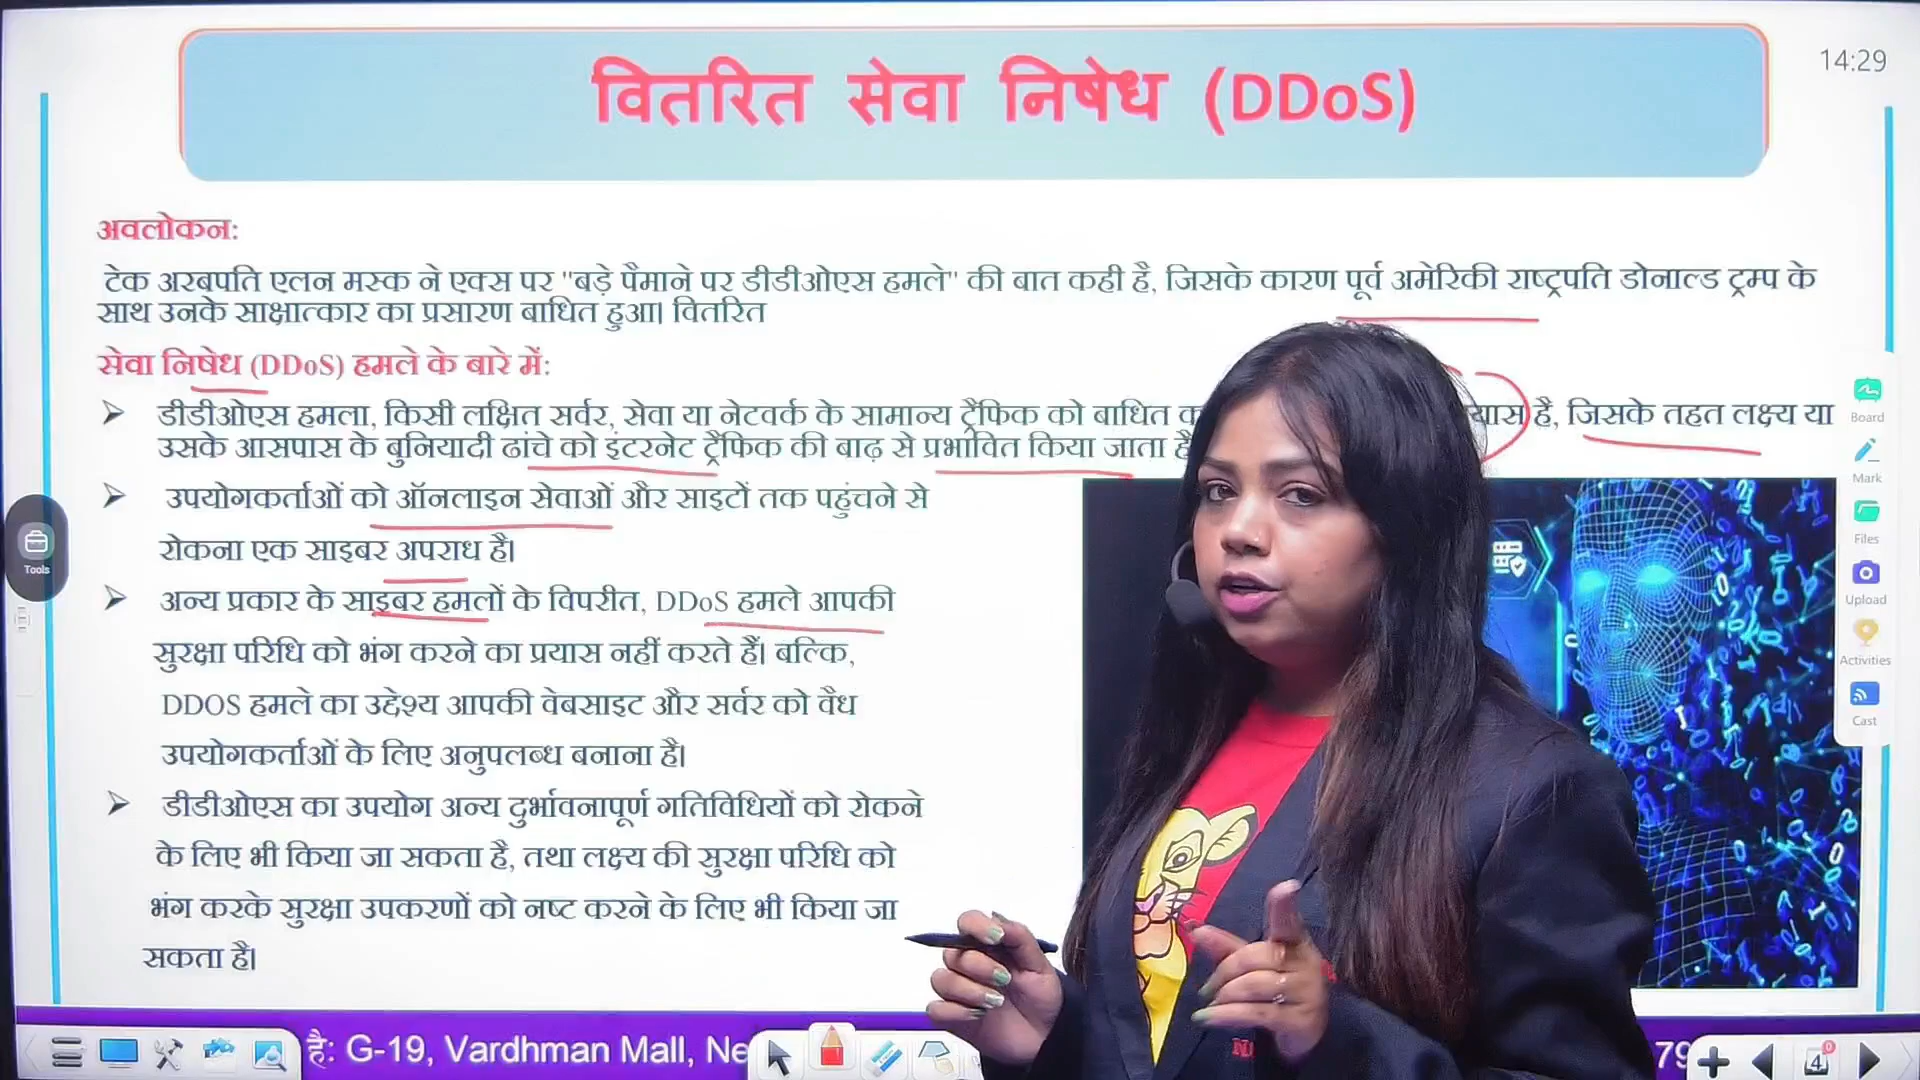 वितरित सेवा निषेध (DDoS)
14:29
अवलोकन:
टेक अरबपति एलन मस्क ने एक्स पर "बड़े पैमाने पर डीडीओएस हमले" की बात कही है, जिसके कारण पूर्व अमेरिकी राष्ट्रपति डोनाल्ड ट्रम्प के
साथ उनके साक्षात्कार का प्रसारण बाधित हुआ। वितरित
सेवा निषेध (DDoS) हमले के बारे में:
➤ डीडीओएस हमला, किसी लक्षित सर्वर, सेवा या नेटवर्क के सामान्य ट्रैफिक को बाधित है, जिसके तहत लक्ष्य या
उसके आसपास के बुनियादी ढांचे को इंटरनेट ट्रैफिक की बाढ़ से प्रभावित किया जाता
➤ उपयोगकर्ताओं को ऑनलाइन सेवाओं और साइटों तक पहुंचने से
रोकना एक साइबर अपराध है।
➤ अन्य प्रकार के साइबर हमलों के विपरीत, DDoS हमले आपकी
सुरक्षा परिधि को भंग करने का प्रयास नहीं करते हैं। बल्कि,
DDOS हमले का उद्देश्य आपकी वेबसाइट और सर्वर को वैध
उपयोगकर्ताओं के लिए अनुपलब्ध बनाना है।
➤ डीडीओएस का उपयोग अन्य दुर्भावनापूर्ण गतिविधियों को रोकने
के लिए भी किया जा सकता है, तथा लक्ष्य की सुरक्षा परिधि को
भंग करके सुरक्षा उपकरणों को नष्ट करने के लिए भी किया जा
सकता है।
Board
Mark
Files
Upload
Activities
Cast
Tools
है: G-19, Vardhman Mall, Ne
79
4
0